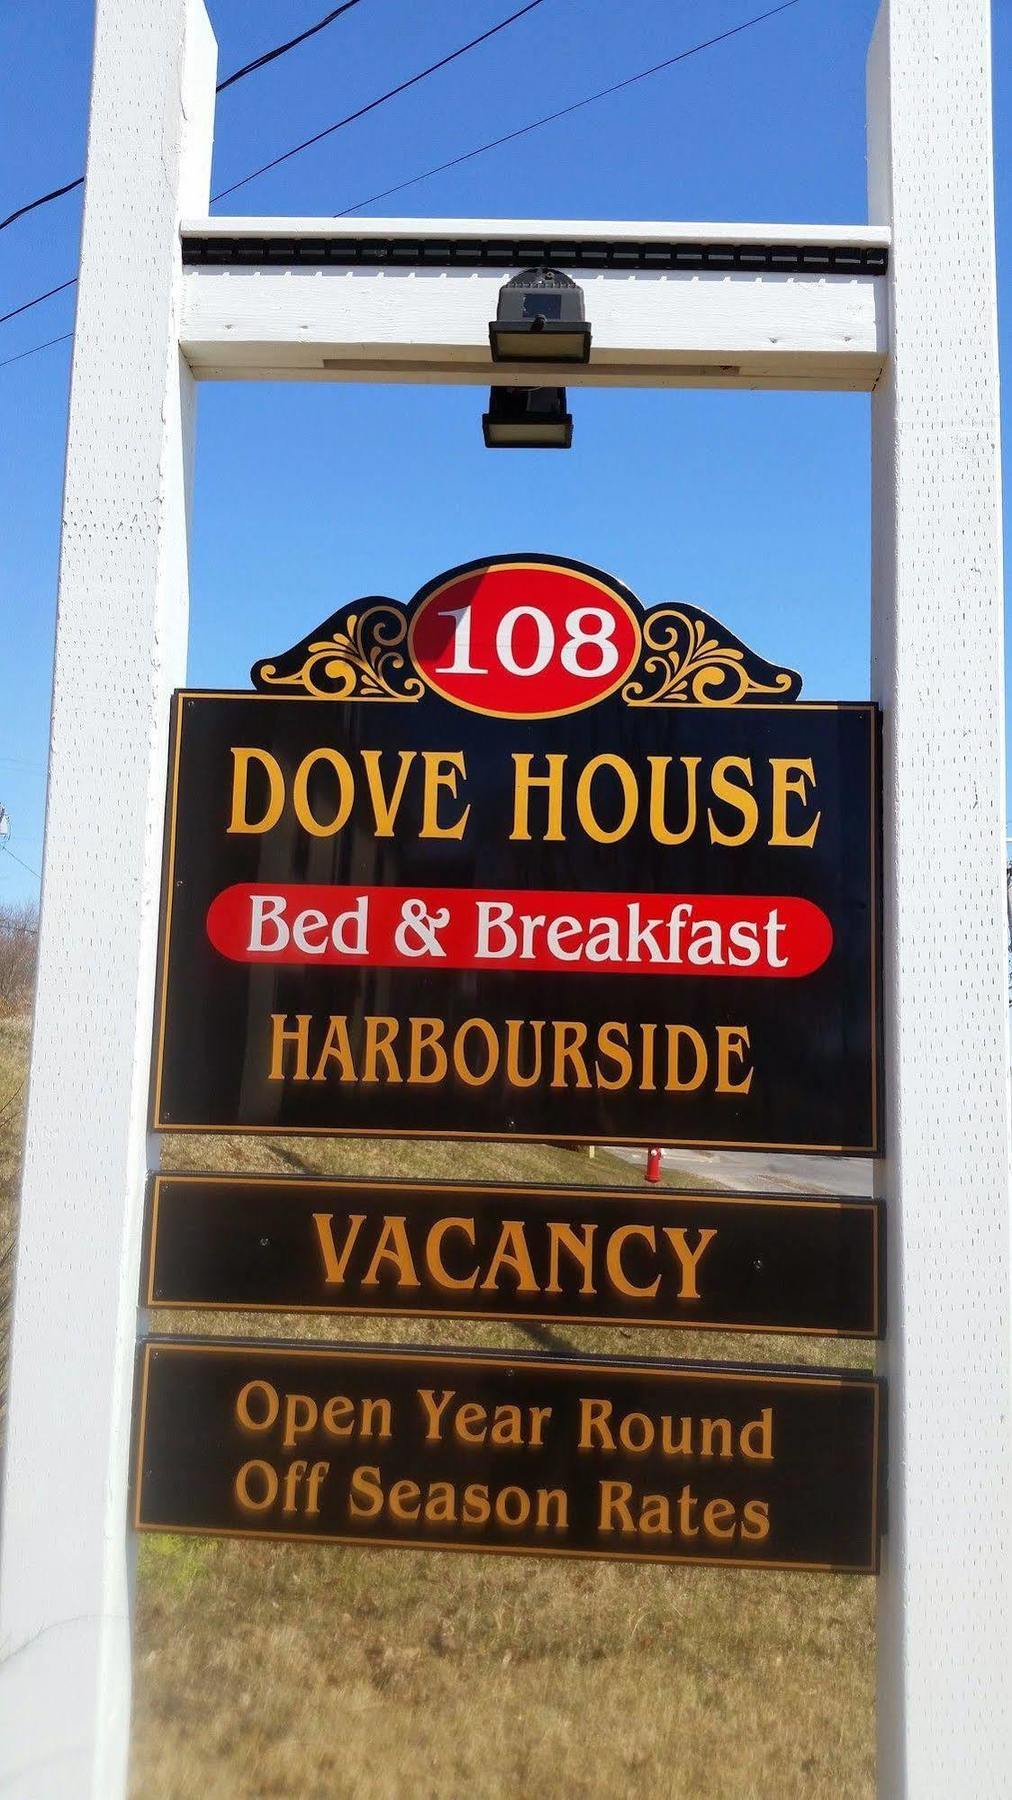 108
DOVE HOUSE
Bed & Breakfast
HARBOURSIDE
VACANCY
Open Year Round
Off Season Rates